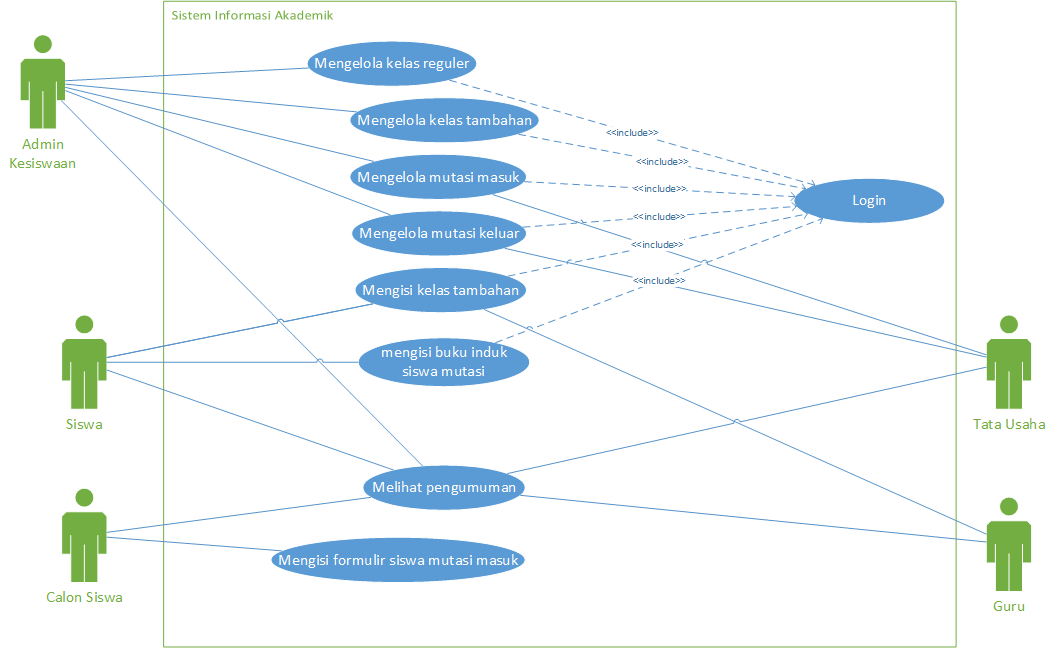 Sistem Informasi Akademik
Admin
Kesiswaan
Mengelola kelas reguler
Mengelola kelas tambahan
Mengelola mutasi masuk
Mengelola mutasi keluar
Mengisi kelas tambahan
mengisi buku induk
siswa mutasi
Melihat pengumuman
Mengisi formulir siswa mutasi masuk
<<include>>
<<include>>
<<include>>
<<include>>
<<include>>
<<include>>
Login
Siswa
Calon Siswa
Tata Usaha
Guru